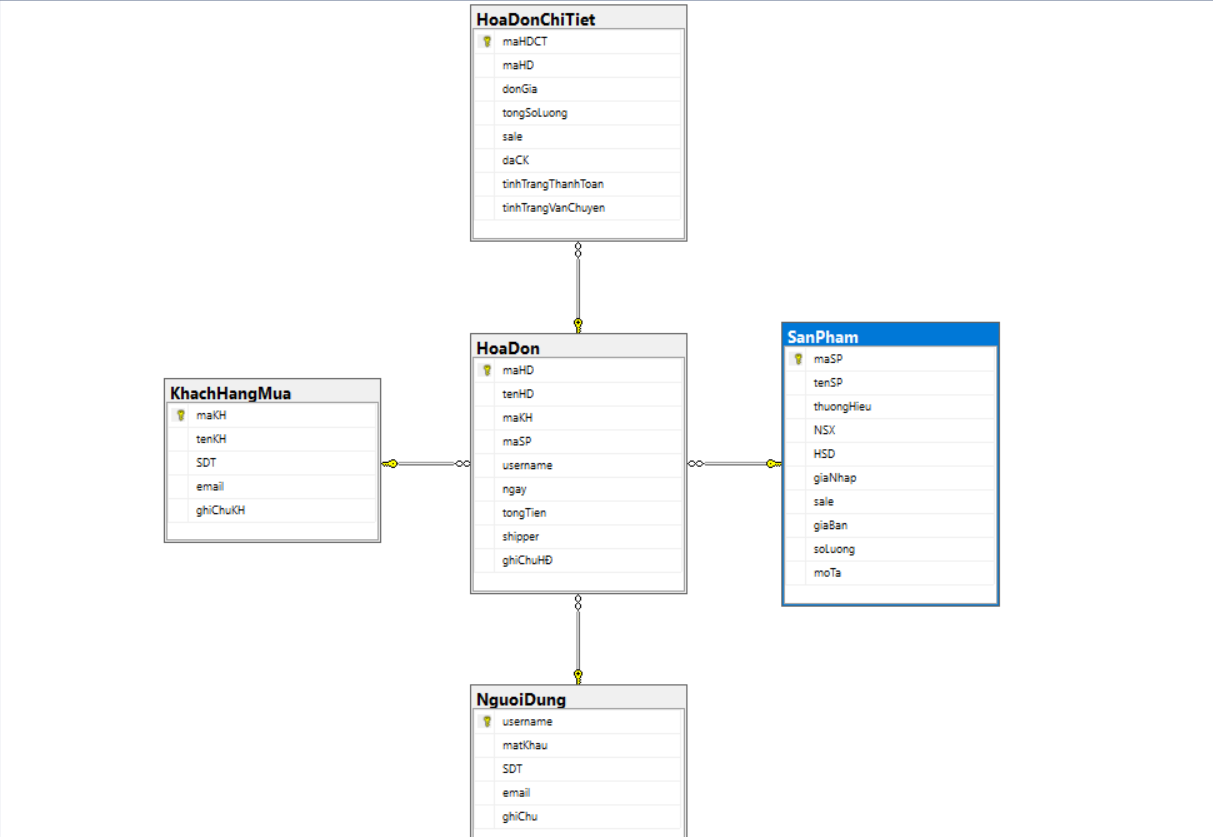 HoaDonChiTiet
maHDCT
maHD
donGia
tongSoLuong
sale
daCK
tinhTrangThanhToan
tinhTrangVanChuyen
HoaDon
maHD
tenHD
maKH
maSP
username
ngay
tongTien
shipper
ghiChuHĐ
KhachHangMua
maKH
tenKH
SDT
email
ghiChuKH
SanPham
maSP
tenSP
thuongHieu
NSX
HSD
giaNhap
sale
giaBan
soLuong
moTa
NguoiDung
username
matKhau
SDT
email
ghiChu